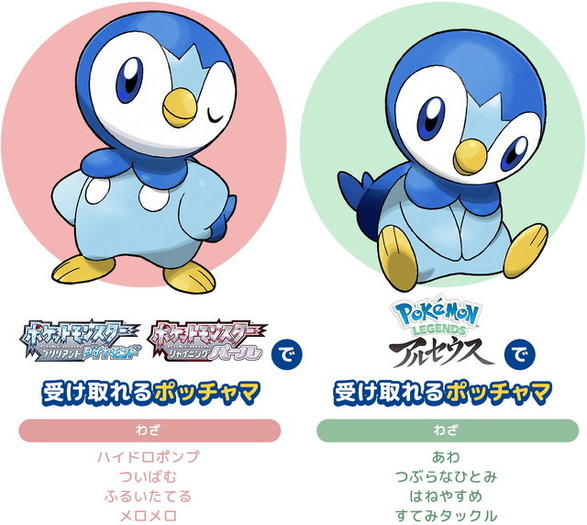 ポケットモンスター
ブリリアントダイヤモンド
ポケットモンスター
シャイニングパール
で
受け取れるポッチャマ
わざ
ハイドロポンプ
ついばむ
ふるいたてる
メロメロ
POKéMON
LEGENDS
アルセウス
で
受け取れるポッチャマ
わざ
あわ
つぶらなひとみ
はねやすめ
すてみタックル